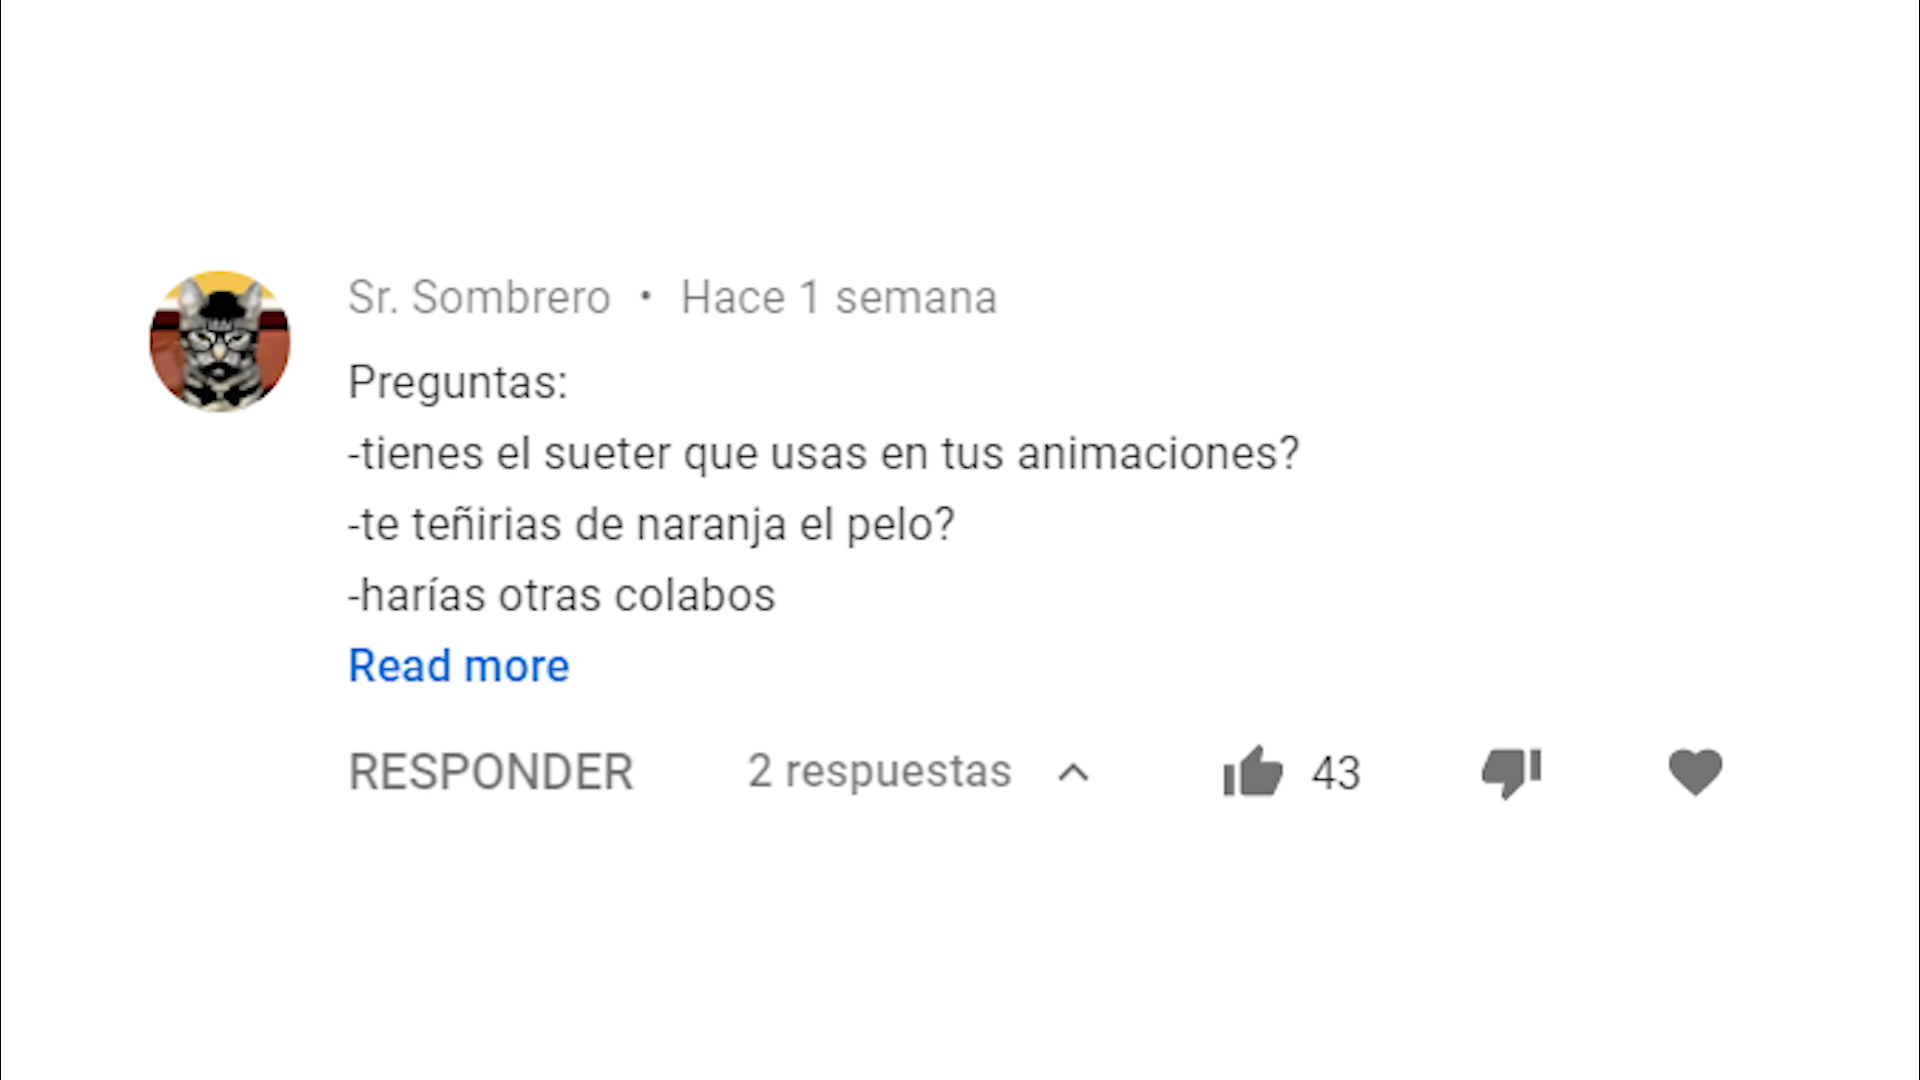 Sr. Sombrero • Hace 1 semana
Preguntas:
-tienes el sueter que usas en tus animaciones?
-te teñirias de naranja el pelo?
-harías otras colabos
Read more
RESPONDER 2 respuestas 43